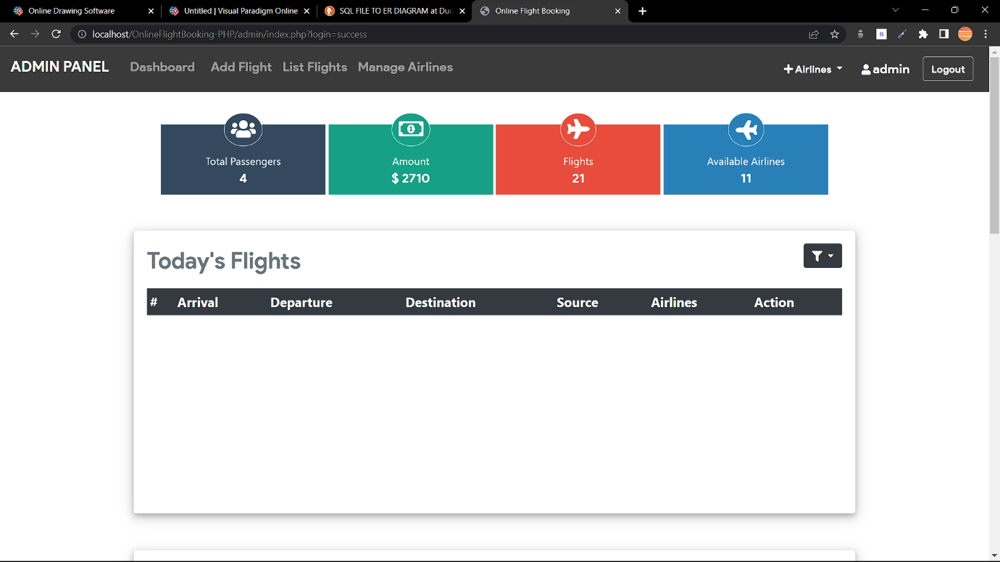 Online Drawing Software
Untitled | Visual Paradigm Online
SQL FILE TO ER DIAGRAM at Duc
Online Flight Booking
localhost/OnlineFlightBooking-PHP/admin/index.php?login=success
B
ADMIN PANEL Dashboard Add Flight List Flights Manage Airlines Airlines admin Logout
1
Total Passengers
4
Amount
$ 2710
Flights
21
Available Airlines
11
Today's Flights
# Arrival Departure Destination Source Airlines Action